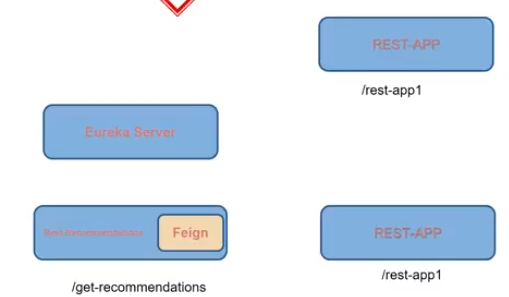 REST-APP
/rest-app1
Eureka Server
Feign
REST-APP
/rest-app1
/get-recommendations